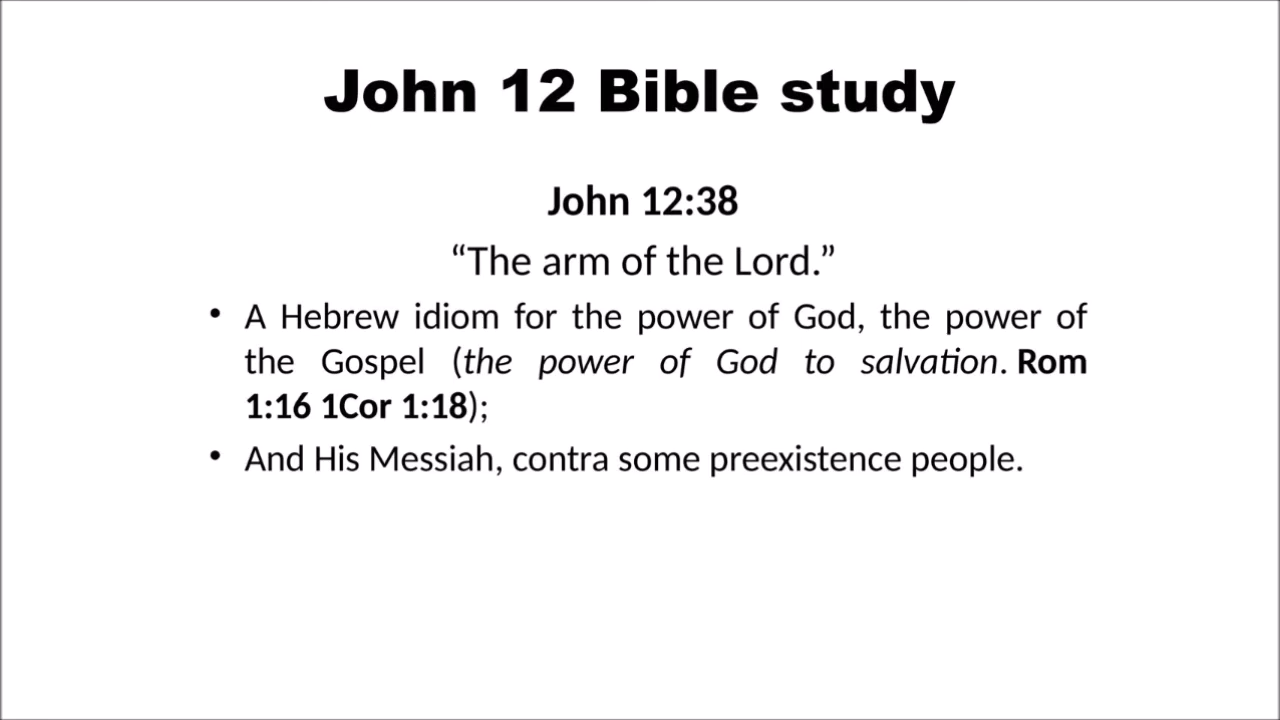 John 12 Bible study
John 12:38
“The arm of the Lord.”
• A Hebrew idiom for the power of God, the power of
the Gospel (the power of God to salvation. Rom
1:16 1Cor 1:18);
• And His Messiah, contra some preexistence people.